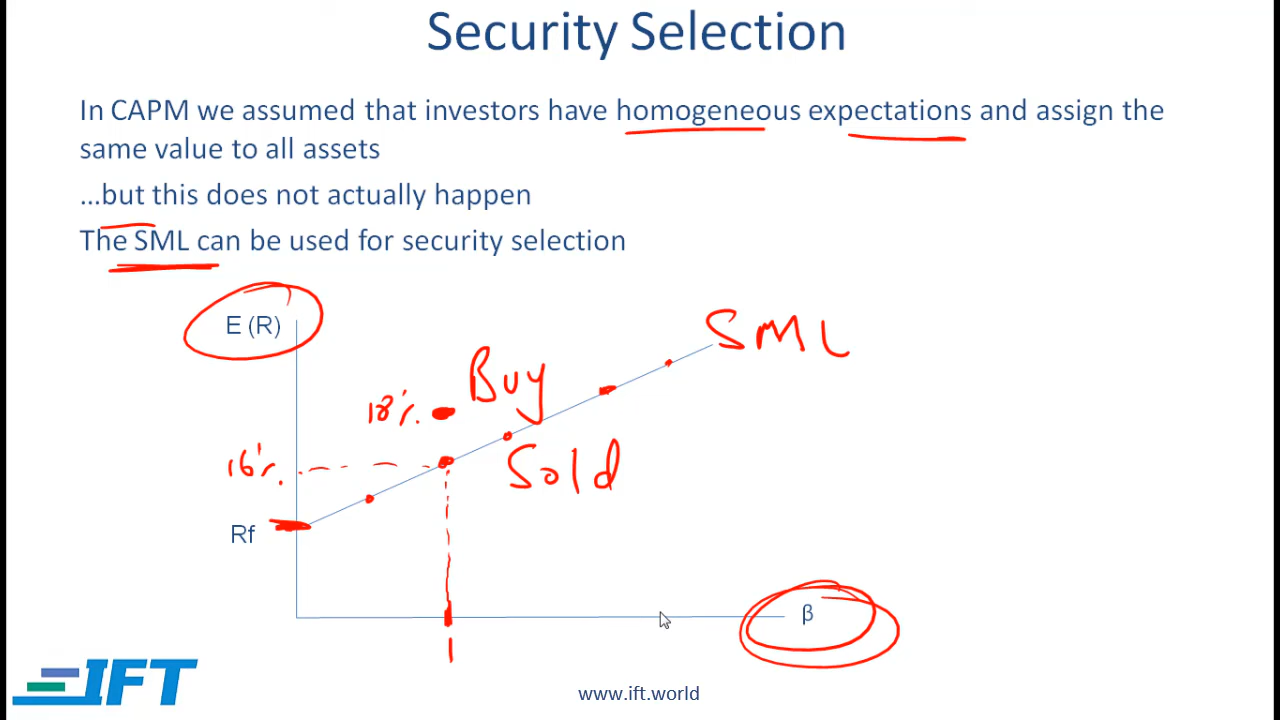 Security Selection
In CAPM we assumed that investors have homogeneous expectations and assign the
same value to all assets
...but this does not actually happen
The SML can be used for security selection
E (R)
SML
Buy
18%.
Sold
16%.
Rf
β
1
IFT
www.ift.world